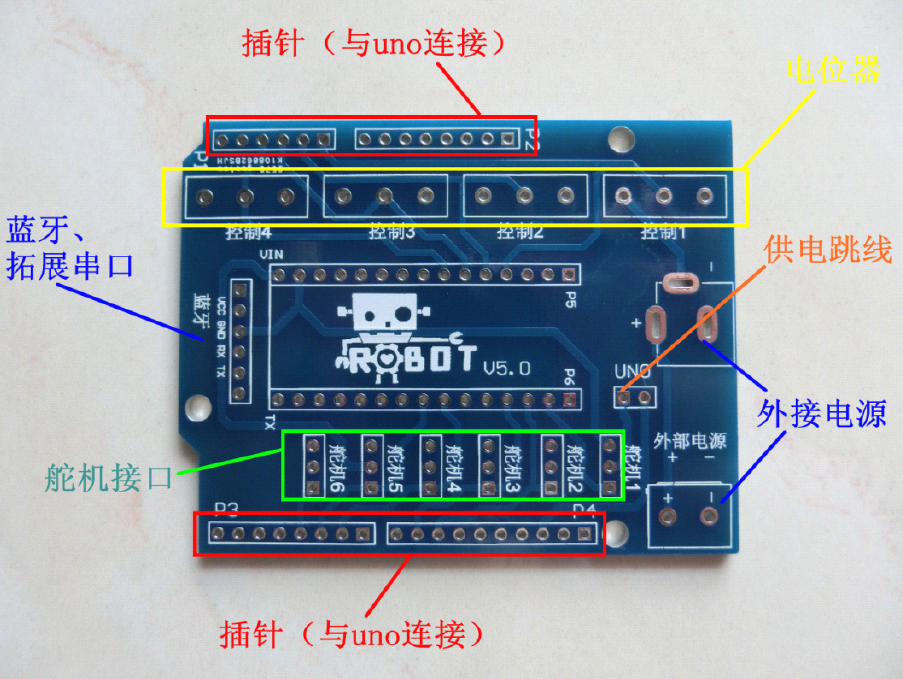 插针（与uno连接）
电位器
P1
P2
K1086062BSJH
控制4
控制3
控制2
控制1
蓝牙、
拓展串口
供电跳线
VIN
P5
蓝牙
VCC GND RX TX
ROBOT
V5.0
P6
TX
－
＋
UNO
外接电源
外部电源
+ －
+ －
舵机接口
舵机6
舵机5
舵机4
舵机3
舵机2
舵机1
P3
P4
插针（与uno连接）